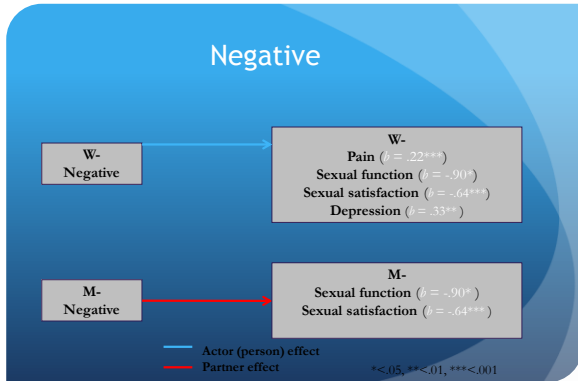 Negative
W-
Negative
W-
Pain (b = .22***)
Sexual function (b = -.90*)
Sexual satisfaction (b = -.64***)
Depression (b = .33**)
M-
Negative
M-
Sexual function (b = -.90*)
Sexual satisfaction (b = -.64***)
Actor (person) effect
Partner effect
*<.05, **<.01, ***<.001